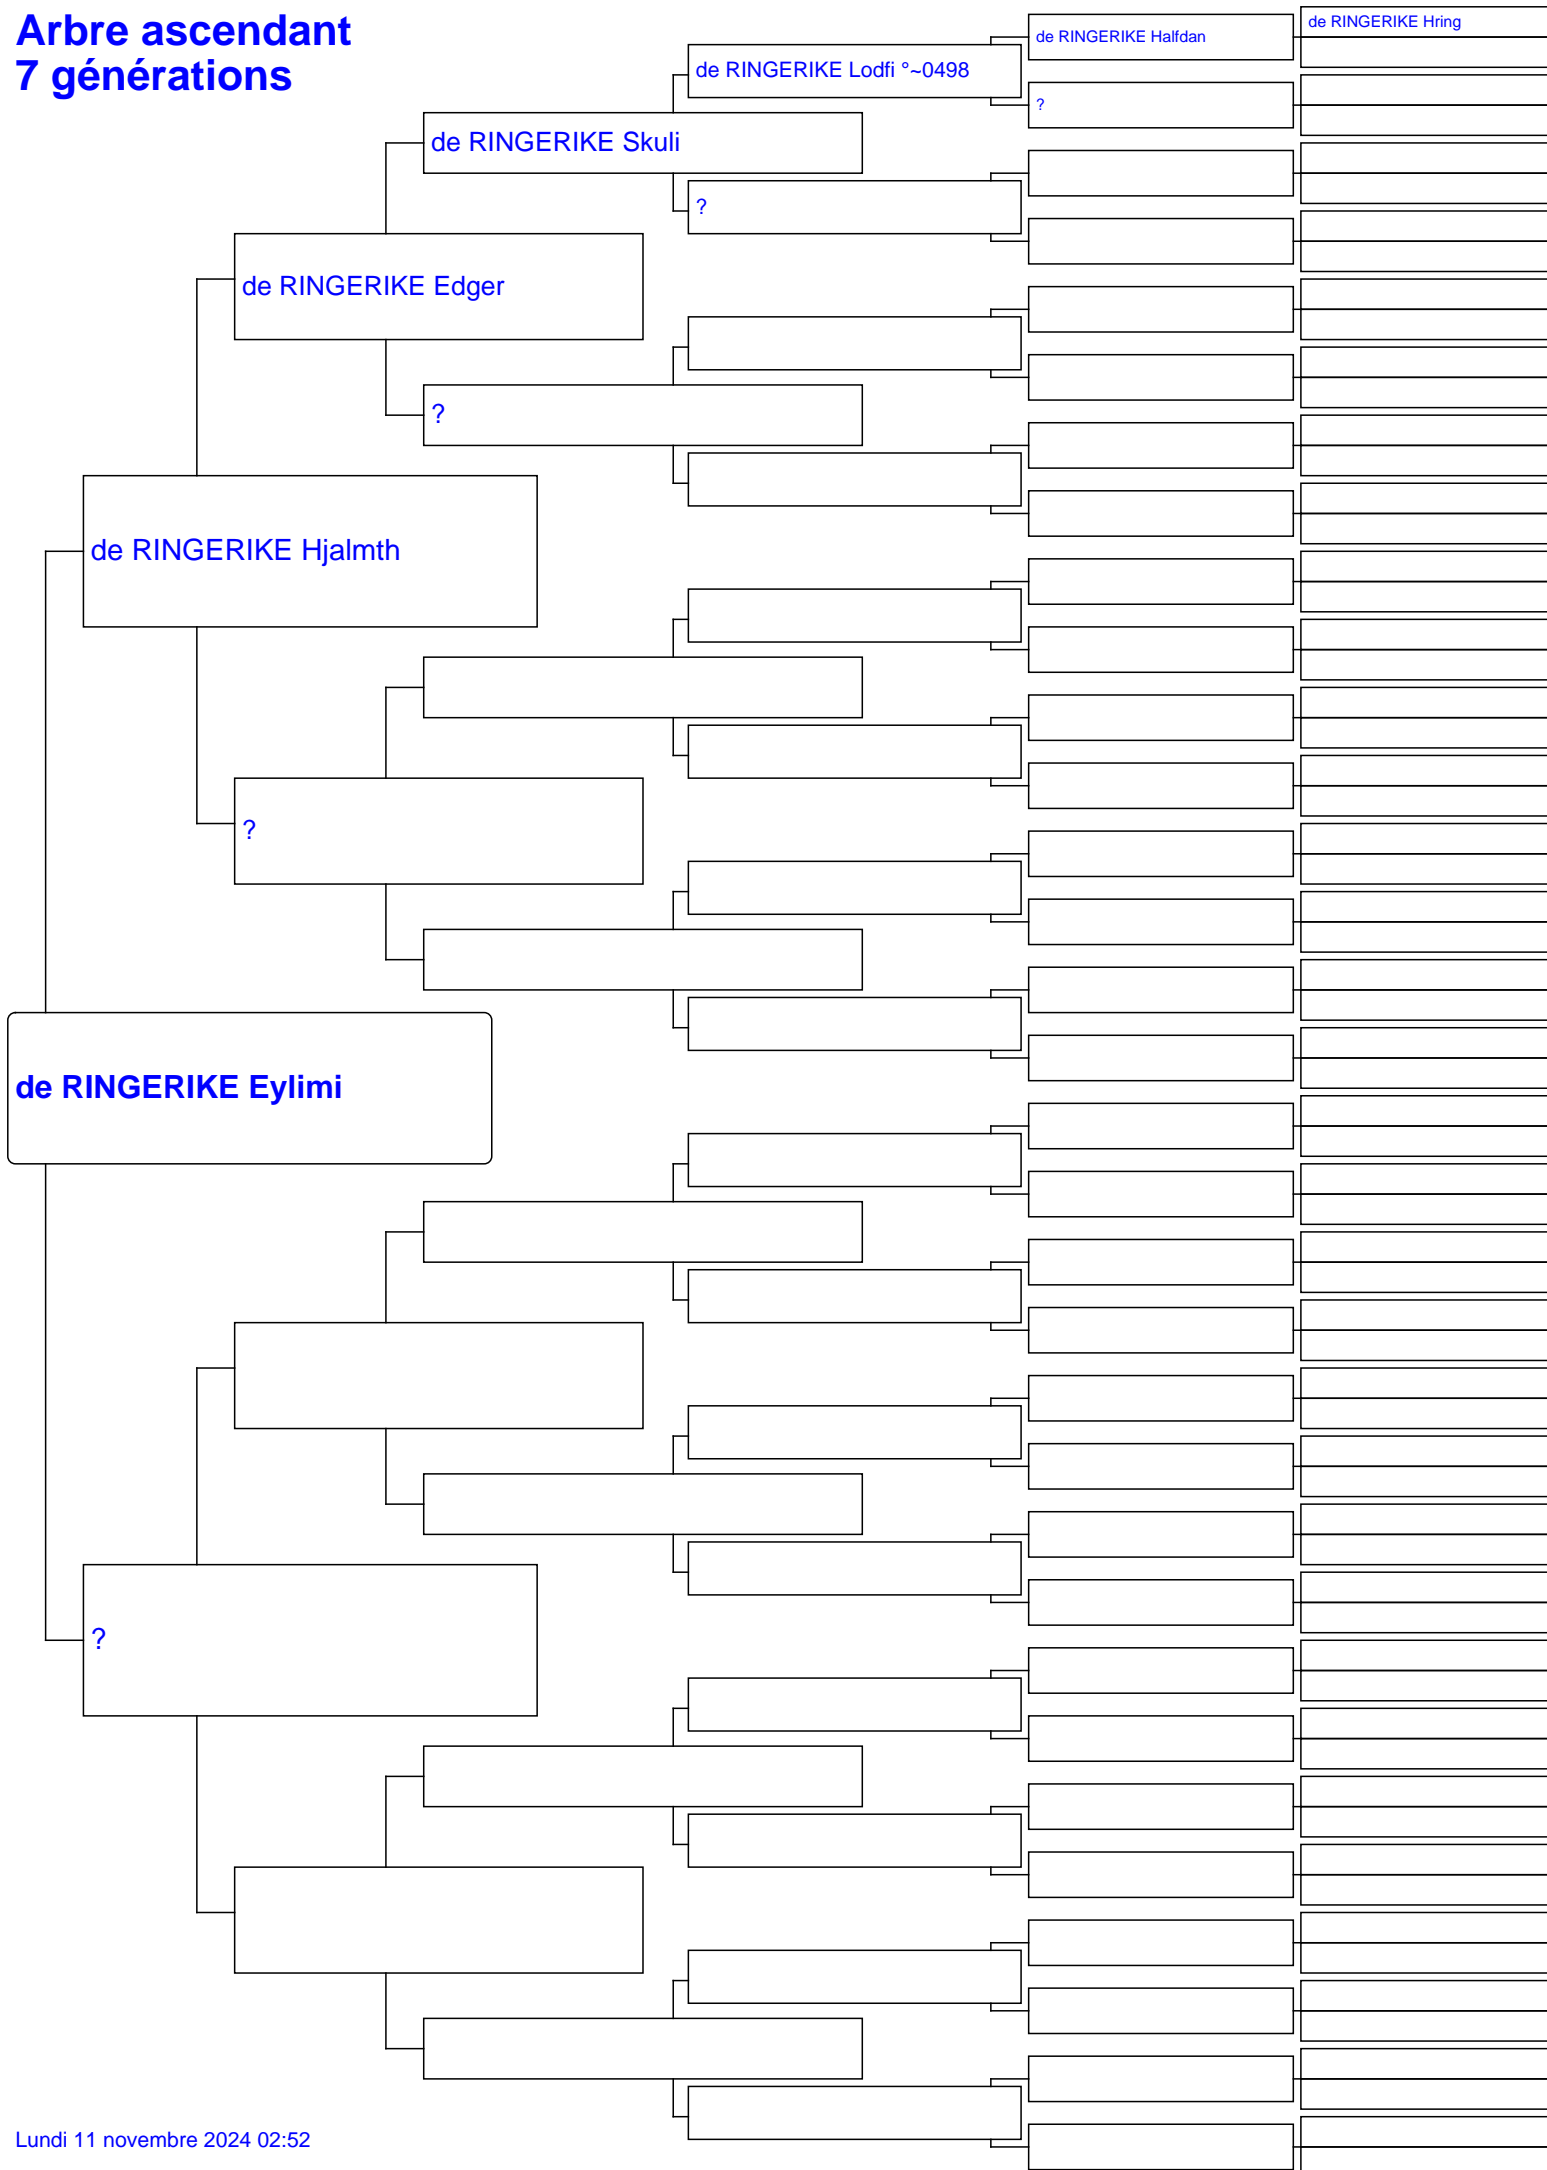 Arbre ascendant
7 générations
de RINGERIKE Hring
de RINGERIKE Halfdan
de RINGERIKE Lodfi °~0498
?
de RINGERIKE Skuli
?
de RINGERIKE Edger
?
de RINGERIKE Hjalmth
?
de RINGERIKE Eylimi
?
Lundi 11 novembre 2024 02:52